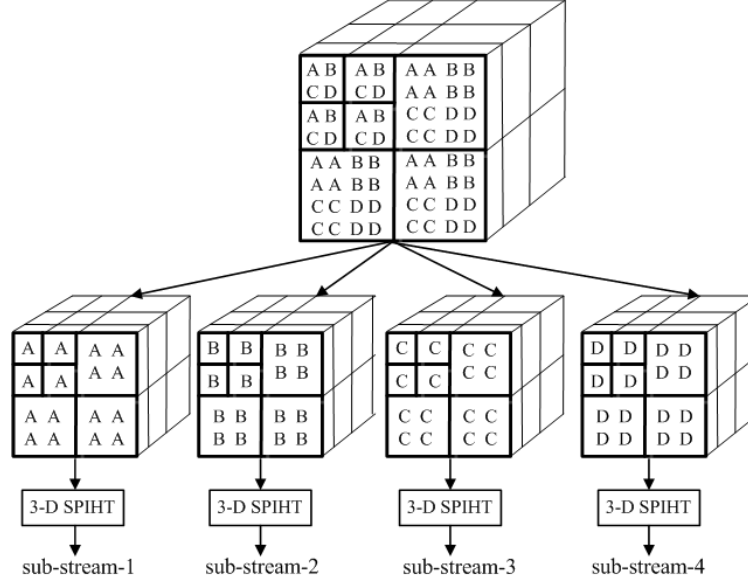 A B A B A A B B
C D C D A A B B
A B A B C C D D
C D C D C C D D
A A B B A A B B
A A B B A A B B
C C D D C C D D
C C D D C C D D
A A A A B B B B C C C C D D D D
A A A A B B B B C C C C D D D D
A A A A B B B B C C C C D D D D
A A A A B B B B C C C C D D D D
3-D SPIHT 3-D SPIHT 3-D SPIHT 3-D SPIHT
sub-stream-1 sub-stream-2 sub-stream-3 sub-stream-4